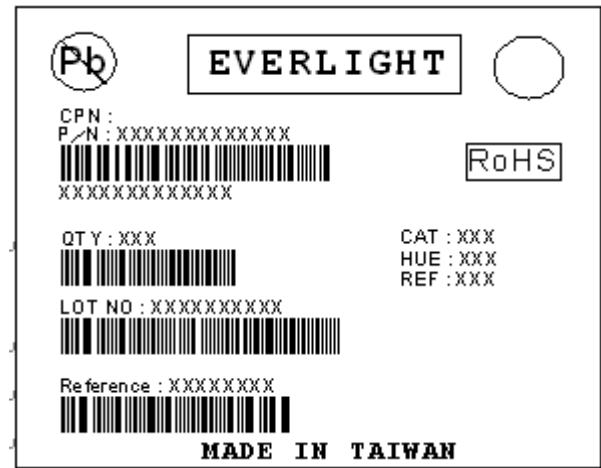 Pb
EVERLIGHT
CPN :
P/N : XXXXXXXXXXXXX
RoHS
XXXXXXXXXXXXX
QTY : XXX
CAT : XXX
HUE : XXX
REF : XXX
LOT NO : XXXXXXXXXX
Reference : XXXXXXXX
MADE IN TAIWAN